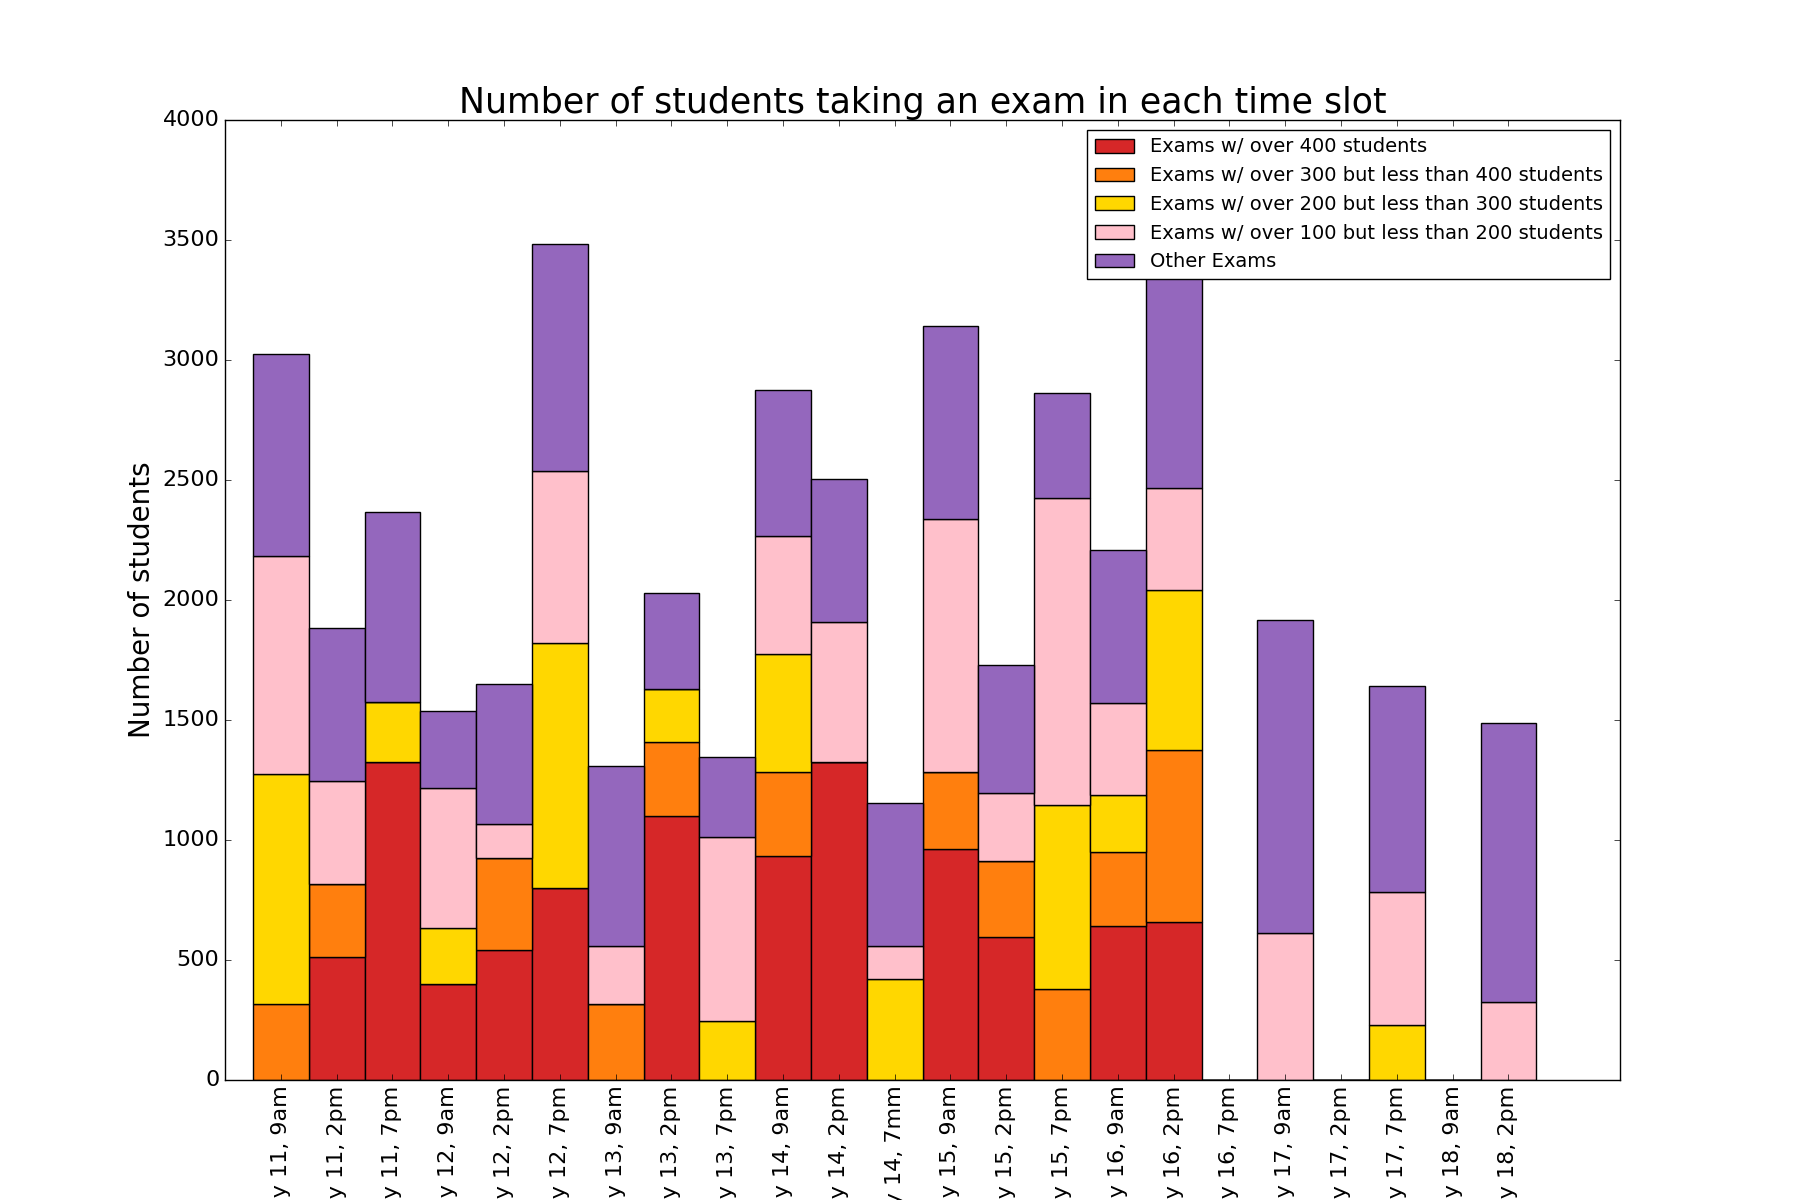 Number of students taking an exam in each time slot
Exams w/ over 400 students
Exams w/ over 300 but less than 400 students
Exams w/ over 200 but less than 300 students
Exams w/ over 100 but less than 200 students
Other Exams
Number of students
4000
3500
3000
2500
2000
1500
1000
500
0
y 11, 9am
y 11, 2pm
y 11, 7pm
y 12, 9am
y 12, 2pm
y 12, 7pm
y 13, 9am
y 13, 2pm
y 13, 7pm
y 14, 9am
y 14, 2pm
y 14, 7mm
y 15, 9am
y 15, 2pm
y 15, 7pm
y 16, 9am
y 16, 2pm
y 16, 7pm
y 17, 9am
y 17, 2pm
y 17, 7pm
y 18, 9am
y 18, 2pm